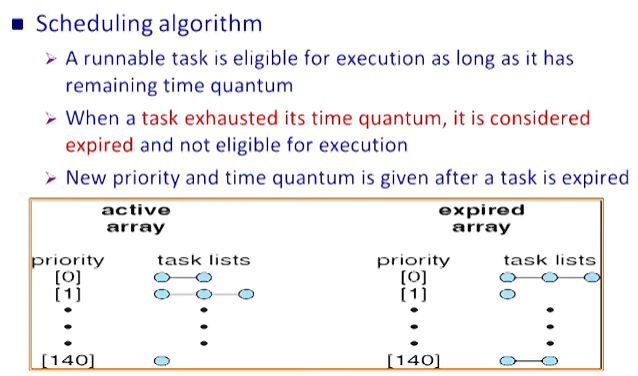 Scheduling algorithm
A runnable task is eligible for execution as long as it has
remaining time quantum
When a task exhausted its time quantum, it is considered
expired and not eligible for execution
New priority and time quantum is given after a task is expired
active
array
priority task lists
[0]
[1]
[140]
expired
array
priority task lists
[0]
[1]
[140]